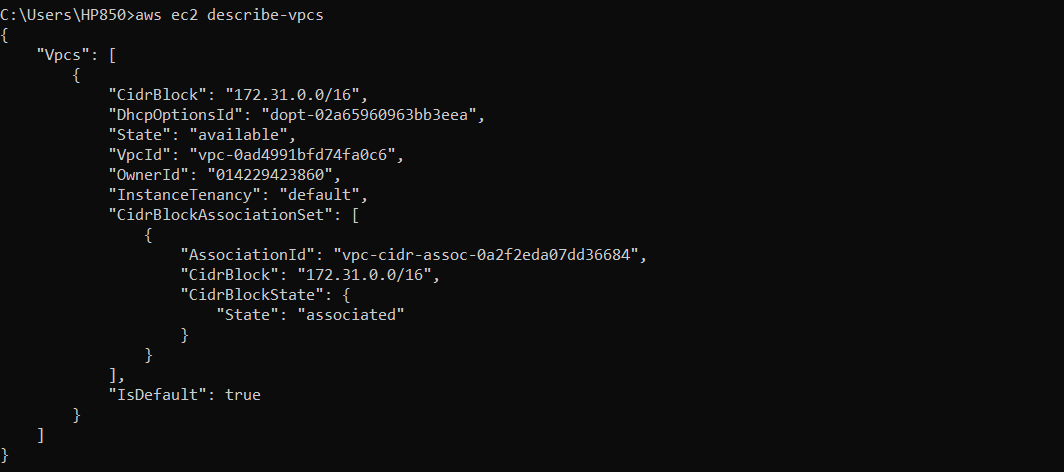 C:\Users\HP850>aws ec2 describe-vpcs
{
    "Vpcs": [
        {
            "CidrBlock": "172.31.0.0/16",
            "DhcpOptionsId": "dopt-02a65960963bb3eea",
            "State": "available",
            "VpcId": "vpc-0ad4991bfd74fa0c6",
            "OwnerId": "014229423860",
            "InstanceTenancy": "default",
            "CidrBlockAssociationSet": [
                {
                    "AssociationId": "vpc-cidr-assoc-0a2f2eda07dd36684",
                    "CidrBlock": "172.31.0.0/16",
                    "CidrBlockState": {
                        "State": "associated"
                    }
                }
            ],
            "IsDefault": true
        }
    ]
}